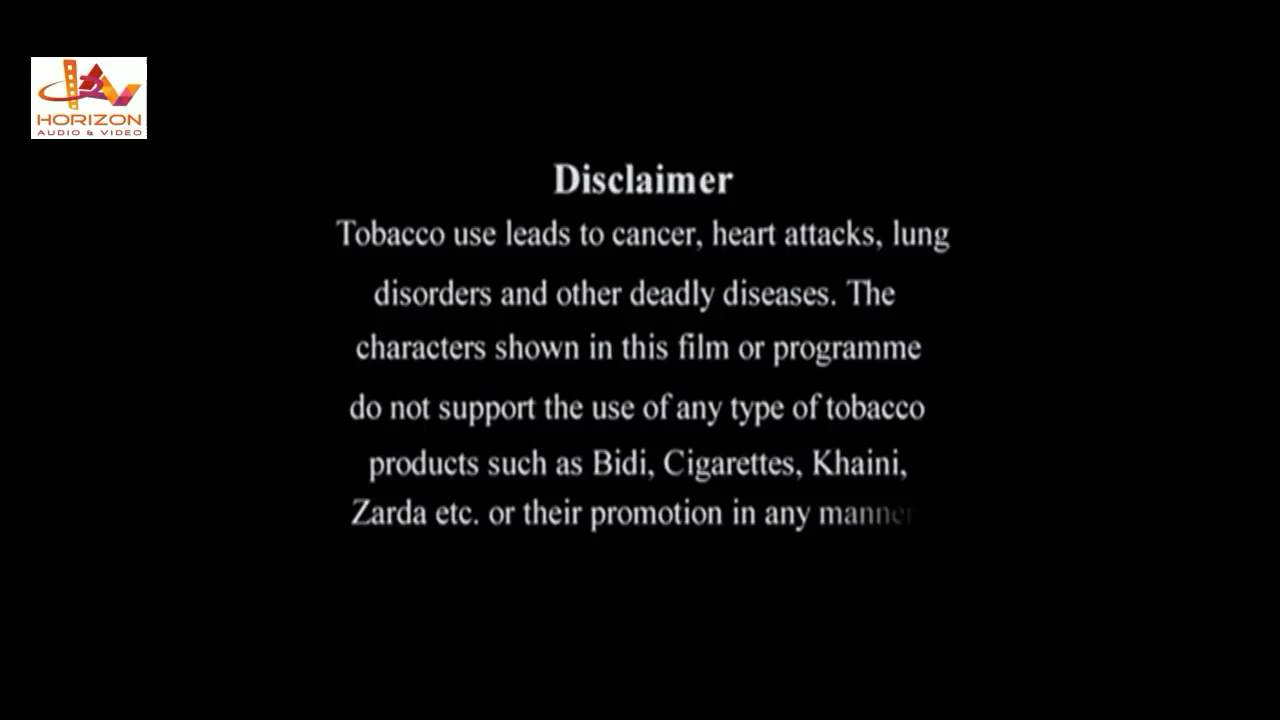 HORIZON
AUDIO & VIDEO
Disclaimer
Tobacco use leads to cancer, heart attacks, lung
disorders and other deadly diseases. The
characters shown in this film or programme
do not support the use of any type of tobacco
products such as Bidi, Cigarettes, Khaini,
Zarda etc. or their promotion in any manner